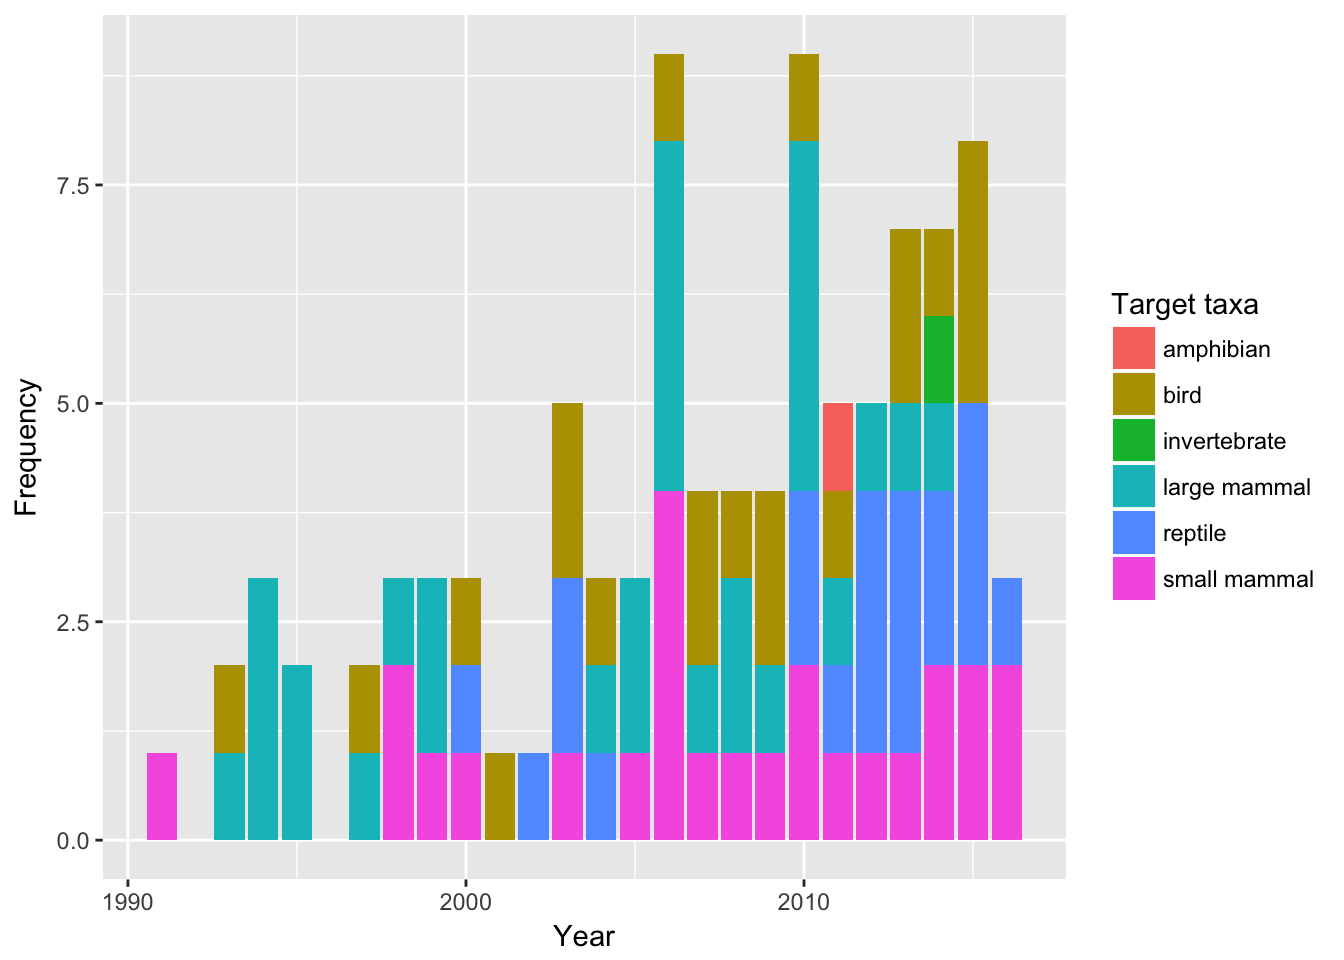 7.5
5.0
2.5
0.0
Frequency
1990
2000
2010
Year
Target taxa
amphibian
bird
invertebrate
large mammal
reptile
small mammal